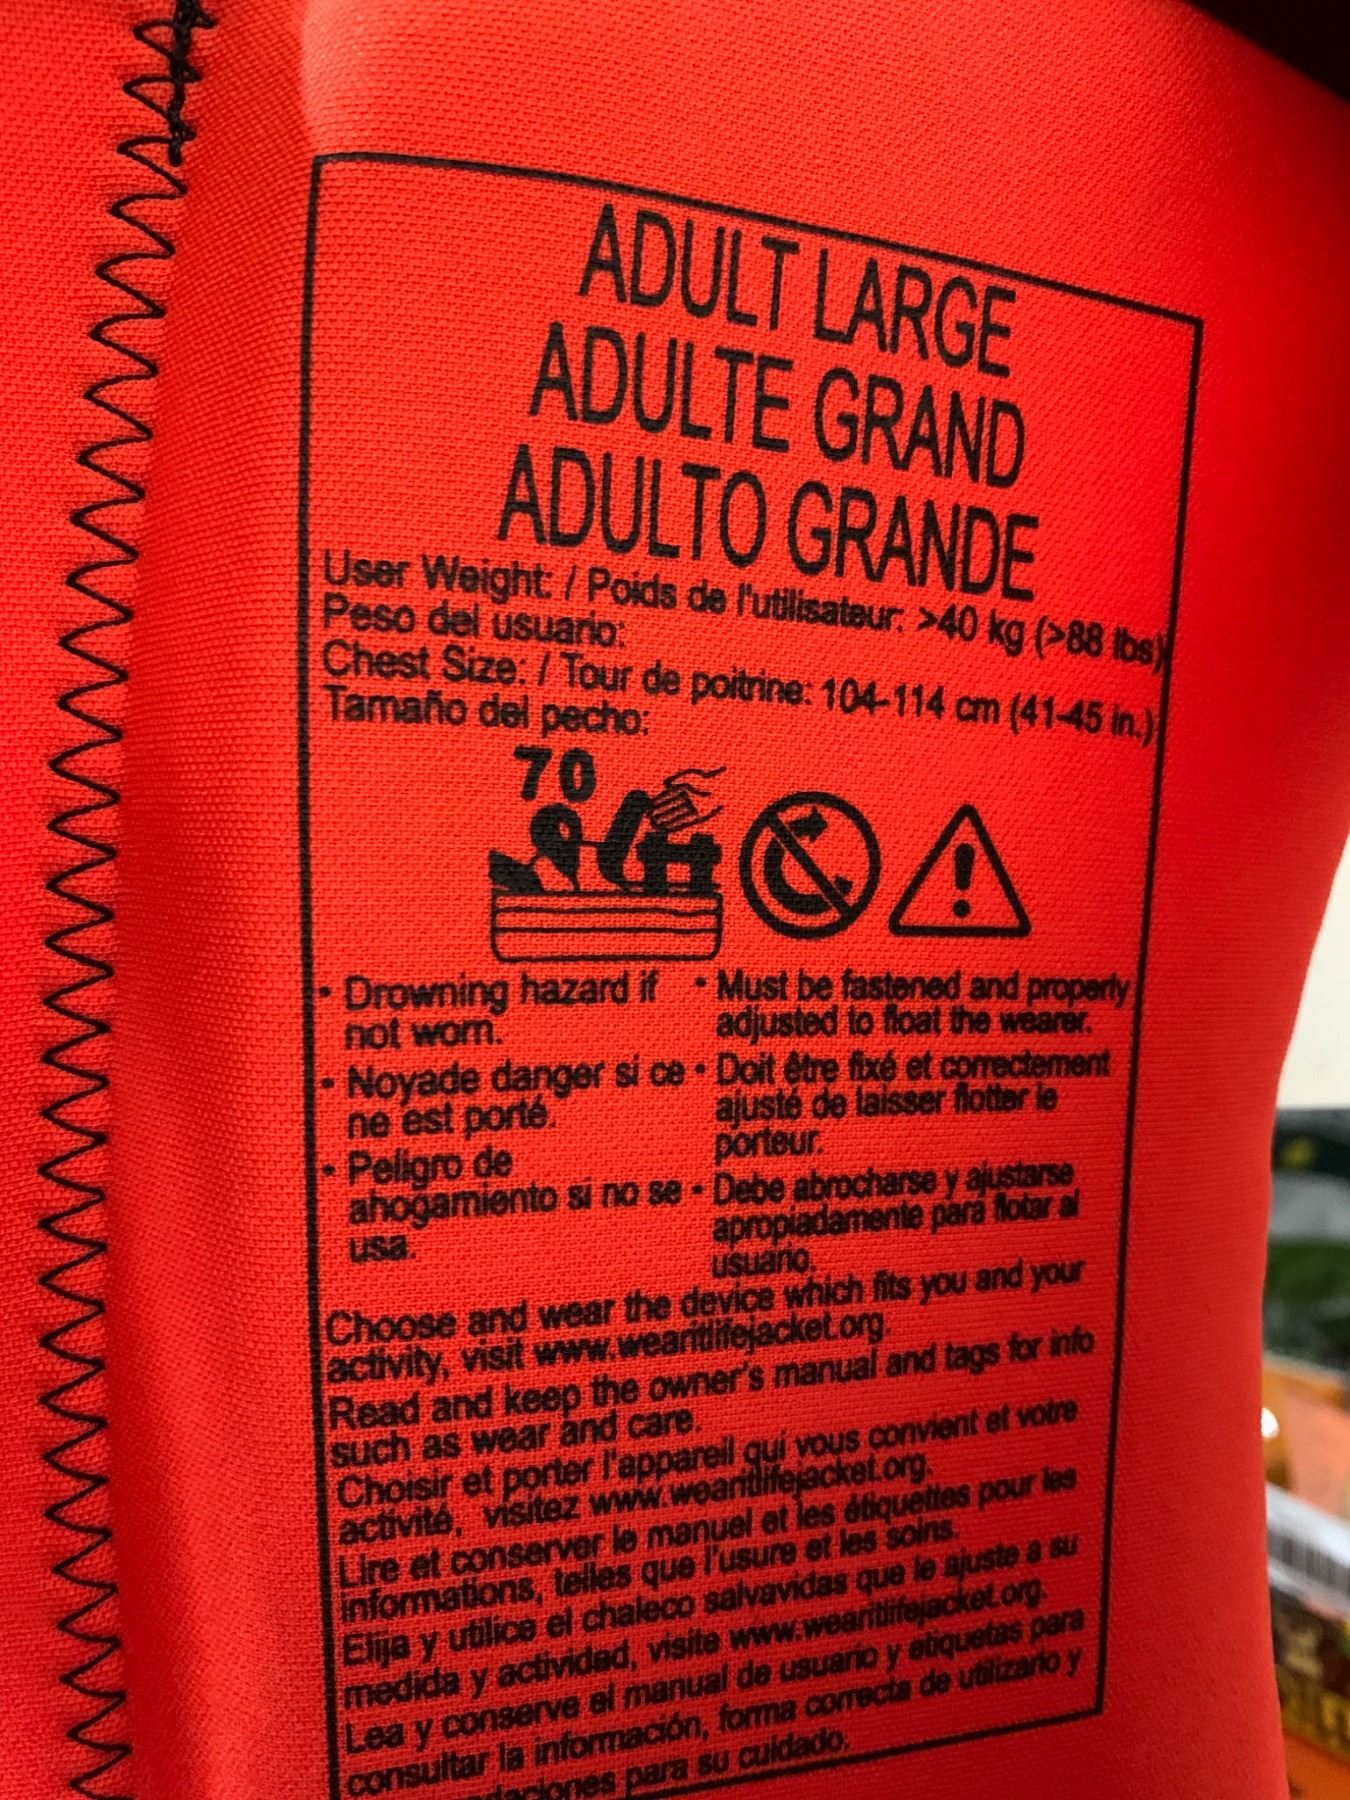 ADULT LARGE
ADULTE GRAND
ADULTO GRANDE
User Weight: / Poids de l'utilisateur: >40 kg (>88 lbs)
Peso del usuario:
Chest Size: / Tour de poitrine: 104-114 cm (41-45 in.)
Tamaño del pecho:
70
• Drowning hazard if
not worn.
• Noyade danger si ce
ne est porté.
• Peligro de
ahogamiento si no se
usa.
• Must be fastened and properly
adjusted to float the wearer.
• Doit être fixé et correctement
ajusté de laisser flotter le
porteur.
• Debe abrocharse y ajustarse
apropiadamente para flotar al
usuario.
Choose and wear the device which fits you and your
activity, visit www.wearitlifejacket.org.
Read and keep the owner's manual and tags for info
such as wear and care.
Choisir et porter l'appareil qui vous convient et votre
activité, visitez www.wearitlifejacket.org.
Lire et conserver le manuel et les étiquettes pour les
informations, telles que l'usure et les soins.
Elija y utilice el chaleco salvavidas que le ajuste a su
medida y actividad, visite www.wearitlifejacket.org.
Lea y conserve el manual de usuario y etiquetas para
consultar la información, forma correcta de utilizarlo y
para su cuidado.